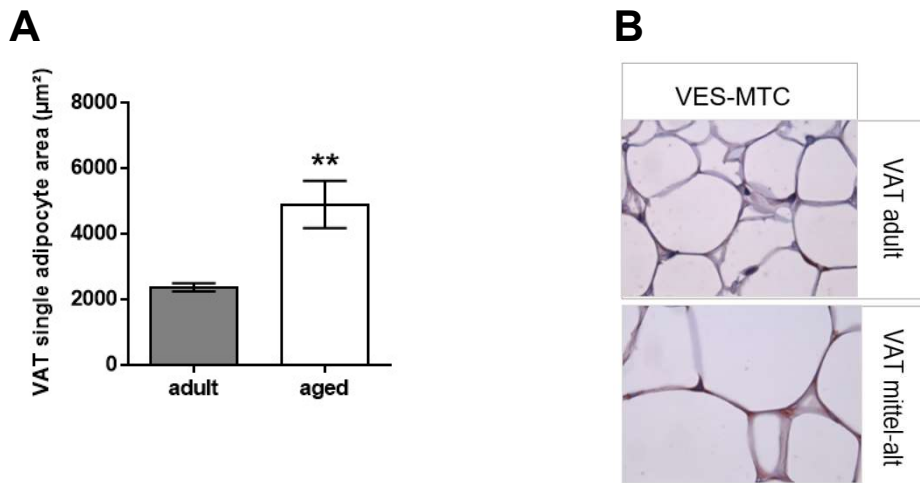 A
VAT single adipocyte area (µm²)
8000
6000
4000
2000
0
**
adult
aged
B
VES-MTC
VAT adult
VAT mittel-alt